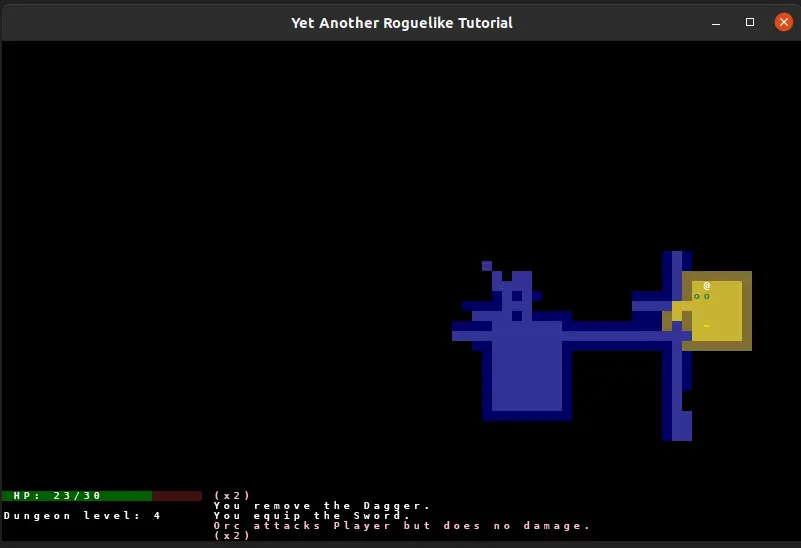 Yet Another Roguelike Tutorial
@
oo
~
HP: 23/30
Dungeon level: 4
(x2)
You remove the Dagger.
You equip the Sword.
Orc attacks Player but does no damage.
(x2)